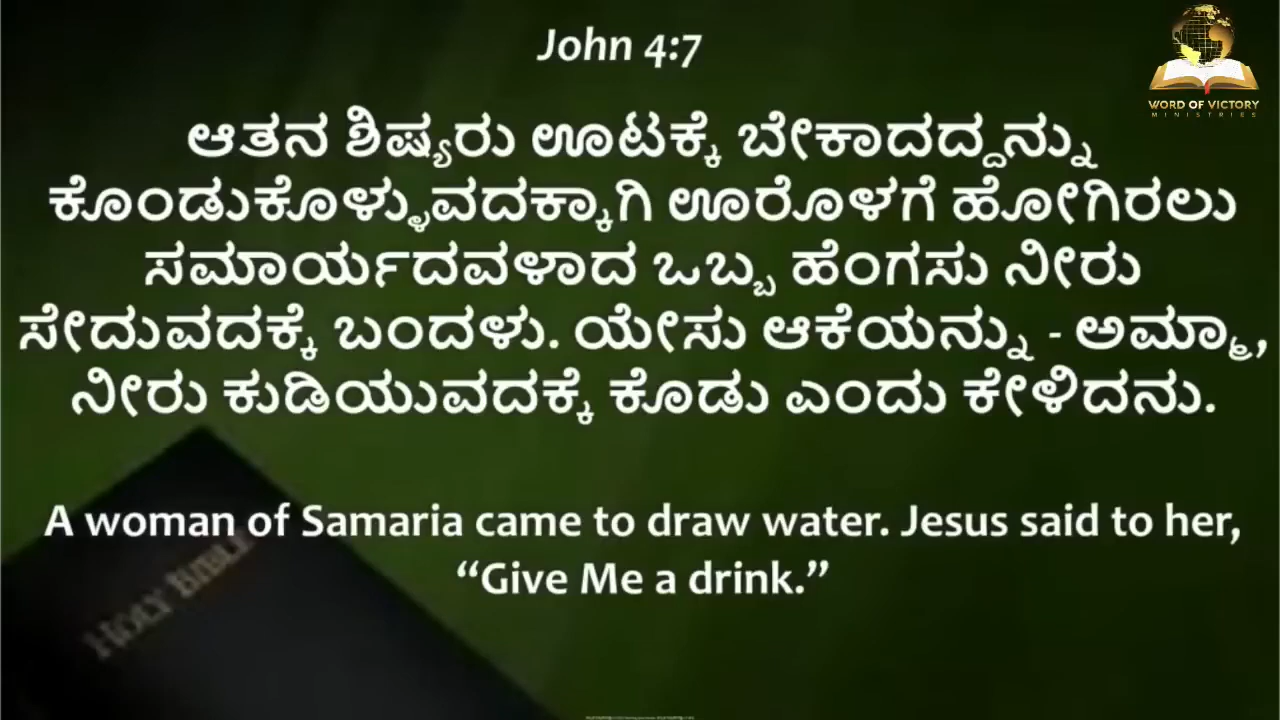 John 4:7
WORD OF VICTORY
MINISTRIES
ಆತನ ಶಿಷ್ಯರು ಊಟಕ್ಕೆ ಬೇಕಾದದ್ದನ್ನು
ಕೊಂಡುಕೊಳ್ಳುವದಕ್ಕಾಗಿ ಊರೊಳಗೆ ಹೋಗಿರಲು
ಸಮಾರ್ಯದವಳಾದ ಒಬ್ಬ ಹೆಂಗಸು ನೀರು
ಸೇದುವದಕ್ಕೆ ಬಂದಳು. ಯೇಸು ಆಕೆಯನ್ನು - ಅಮ್ಮಾ,
ನೀರು ಕುಡಿಯುವದಕ್ಕೆ ಕೊಡು ಎಂದು ಕೇಳಿದನು.
A woman of Samaria came to draw water. Jesus said to her,
“Give Me a drink.”
HOLY BIBLE